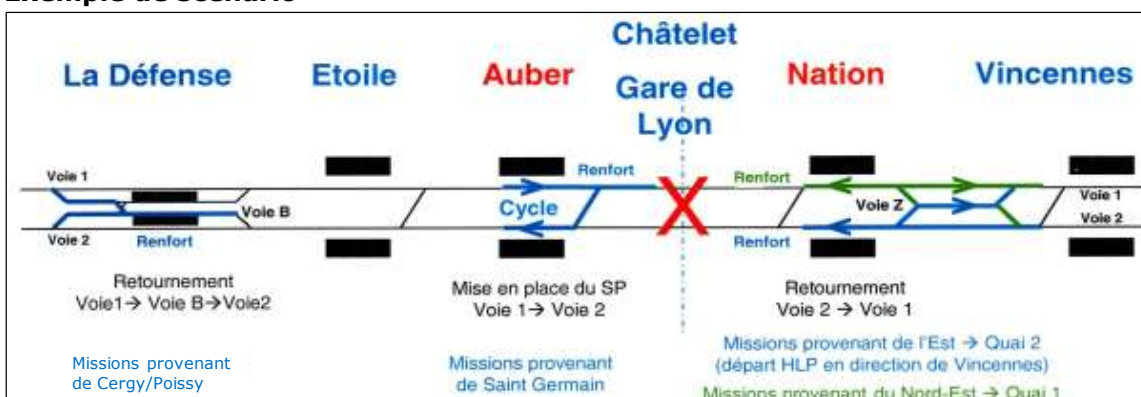 Exemple de scénario
Châtelet
La Défense
Etoile
Auber
Gare de
Lyon
Nation
Vincennes
Voie 1
Voie B
Voie 2
Renfort
Renfort
Cycle
X
Renfort
Voie Z
Renfort
Voie 1
Voie 2
Retournement
Voie1→ Voie B→Voie2
Mise en place du SP
Voie 1→ Voie 2
Retournement
Voie 2 → Voie 1
Missions provenant
de Cergy/Poissy
Missions provenant
de Saint Germain
Missions provenant de l'Est → Quai 2
(départ HLP en direction de Vincennes)
Missions provenant du Nord-Est → Quai 1